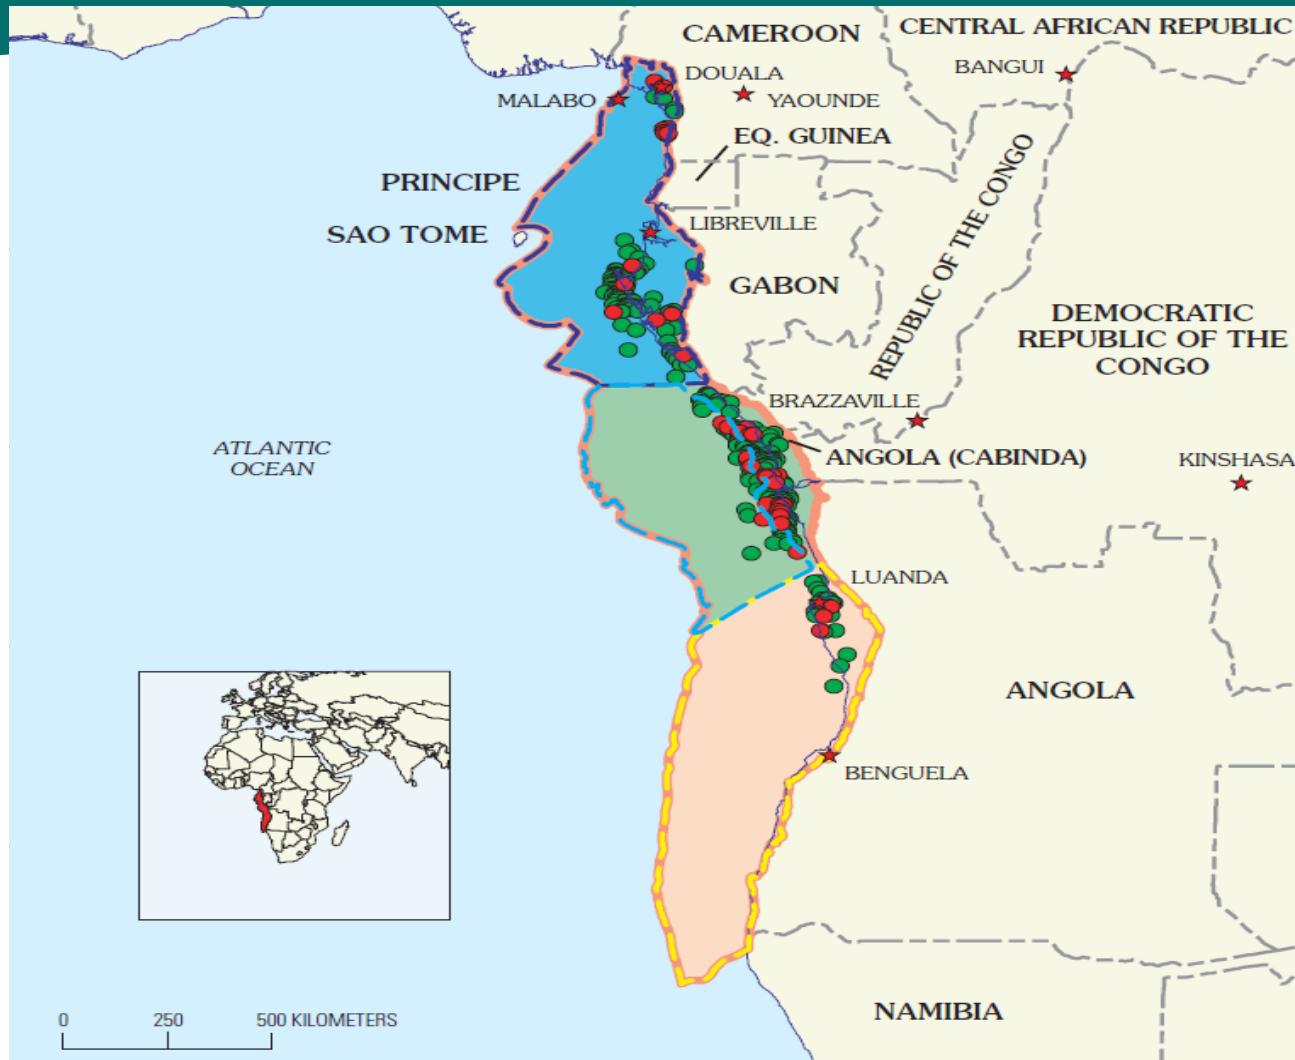 CAMEROON
CENTRAL AFRICAN REPUBLIC
DOUALA
BANGUI
MALABO
YAOUNDE
EQ. GUINEA
REPUBLIC OF THE CONGO
PRINCIPE
SAO TOME
LIBREVILLE
GABON
DEMOCRATIC
REPUBLIC OF THE
CONGO
BRAZZAVILLE
ATLANTIC
OCEAN
ANGOLA (CABINDA)
KINSHASA
LUANDA
ANGOLA
BENGUELA
NAMIBIA
0 250 500 KILOMETERS